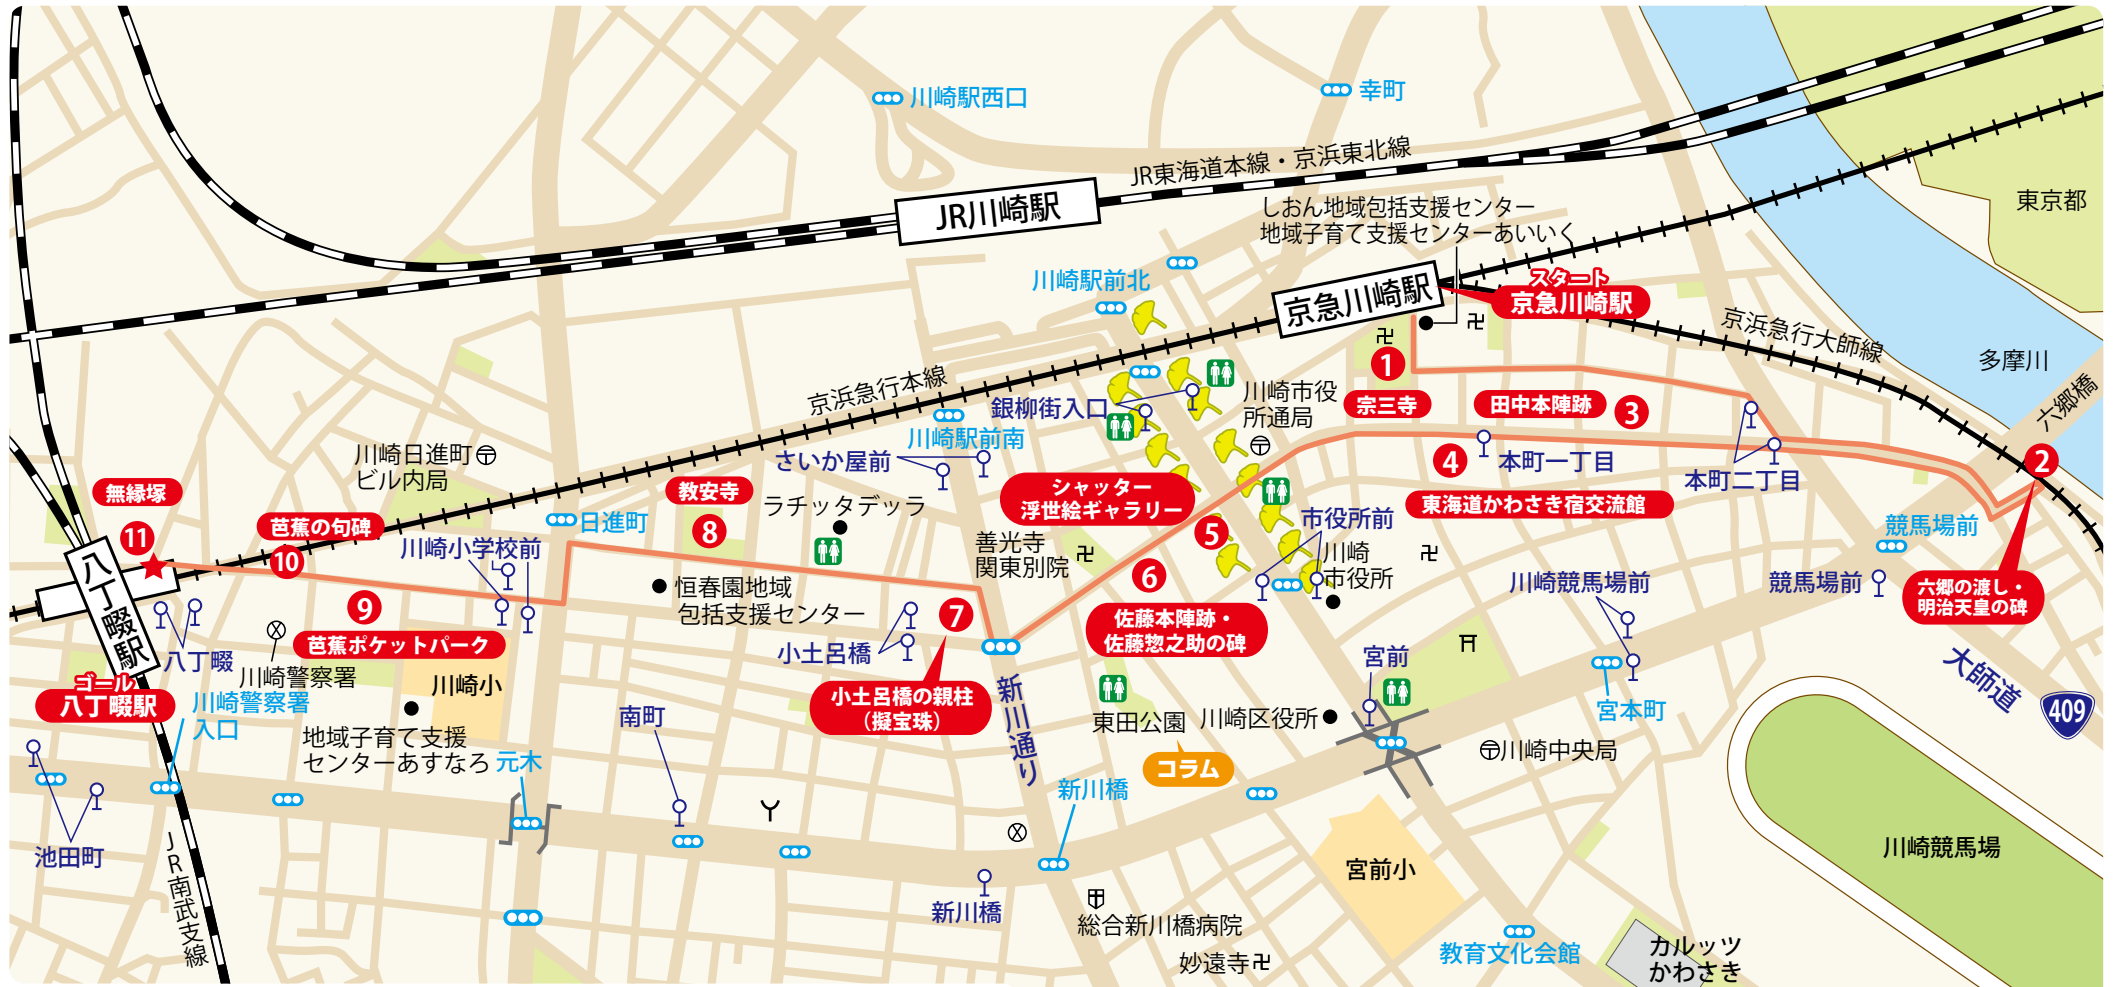 川崎駅西口
幸町
JR東海道本線・京浜東北線
JR川崎駅
しおん地域包括支援センター
地域子育て支援センターあいいく
東京都
川崎駅前北
京急川崎駅
スタート
京急川崎駅
京浜急行大師線
多摩川
六郷橋
京浜急行本線
1
宗三寺
田中本陣跡
3
銀柳街入口
川崎市役
所通局
川崎駅前南
さいか屋前
4
本町一丁目
本町二丁目
2
川崎日進町
ビル内局
無縁塚
教安寺
8
ラチッタデッラ
シャッター
浮世絵ギャラリー
5
東海道かわさき宿交流館
市役所前
川崎
市役所
競馬場前
芭蕉の句碑
10
11
日進町
川崎小学校前
善光寺
関東別院
6
川崎競馬場前
競馬場前
六郷の渡し・
明治天皇の碑
八丁畷駅
9
芭蕉ポケットパーク
恒春園地域
包括支援センター
7
小土呂橋
佐藤本陣跡・
佐藤惣之助の碑
宮前
大師道
409
八丁畷
川崎警察署
川崎小
ゴール
八丁畷駅
川崎警察署
入口
小土呂橋の親柱
(擬宝珠)
新川通り
東田公園
川崎区役所
宮本町
南町
地域子育て支援
センターあすなろ
元木
コラム
川崎中央局
新川橋
池田町
JR南武支線
川崎競馬場
宮前小
新川橋
総合新川橋病院
妙遠寺
教育文化会館
カルッツ
かわさき